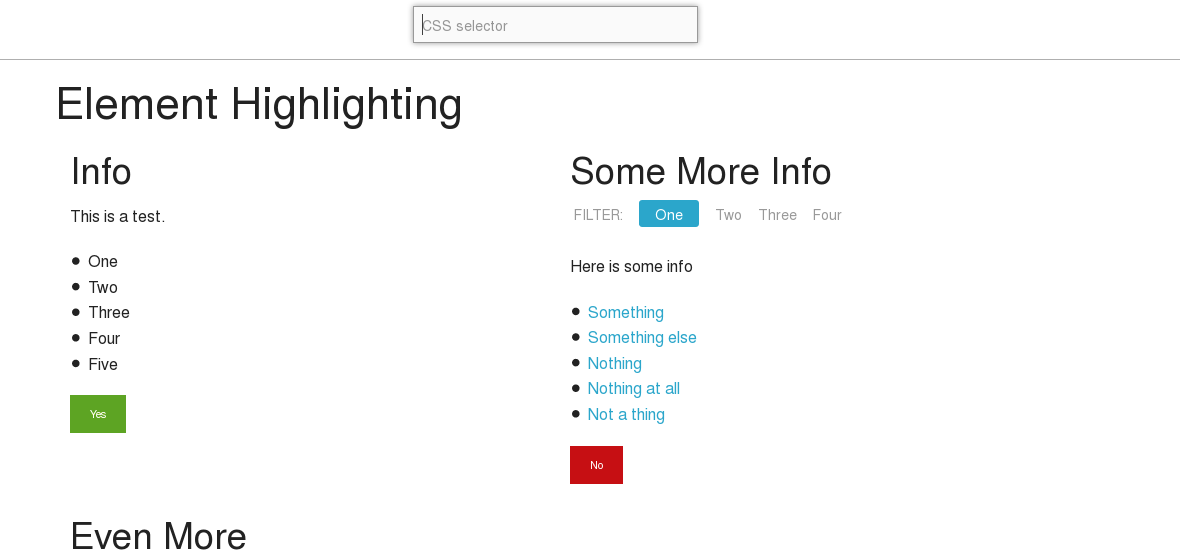 CSS selector
Element Highlighting
Info
This is a test.
One
Two
Three
Four
Five
Yes
Some More Info
FILTER: One Two Three Four
Here is some info
Something
Something else
Nothing
Nothing at all
Not a thing
No
Even More